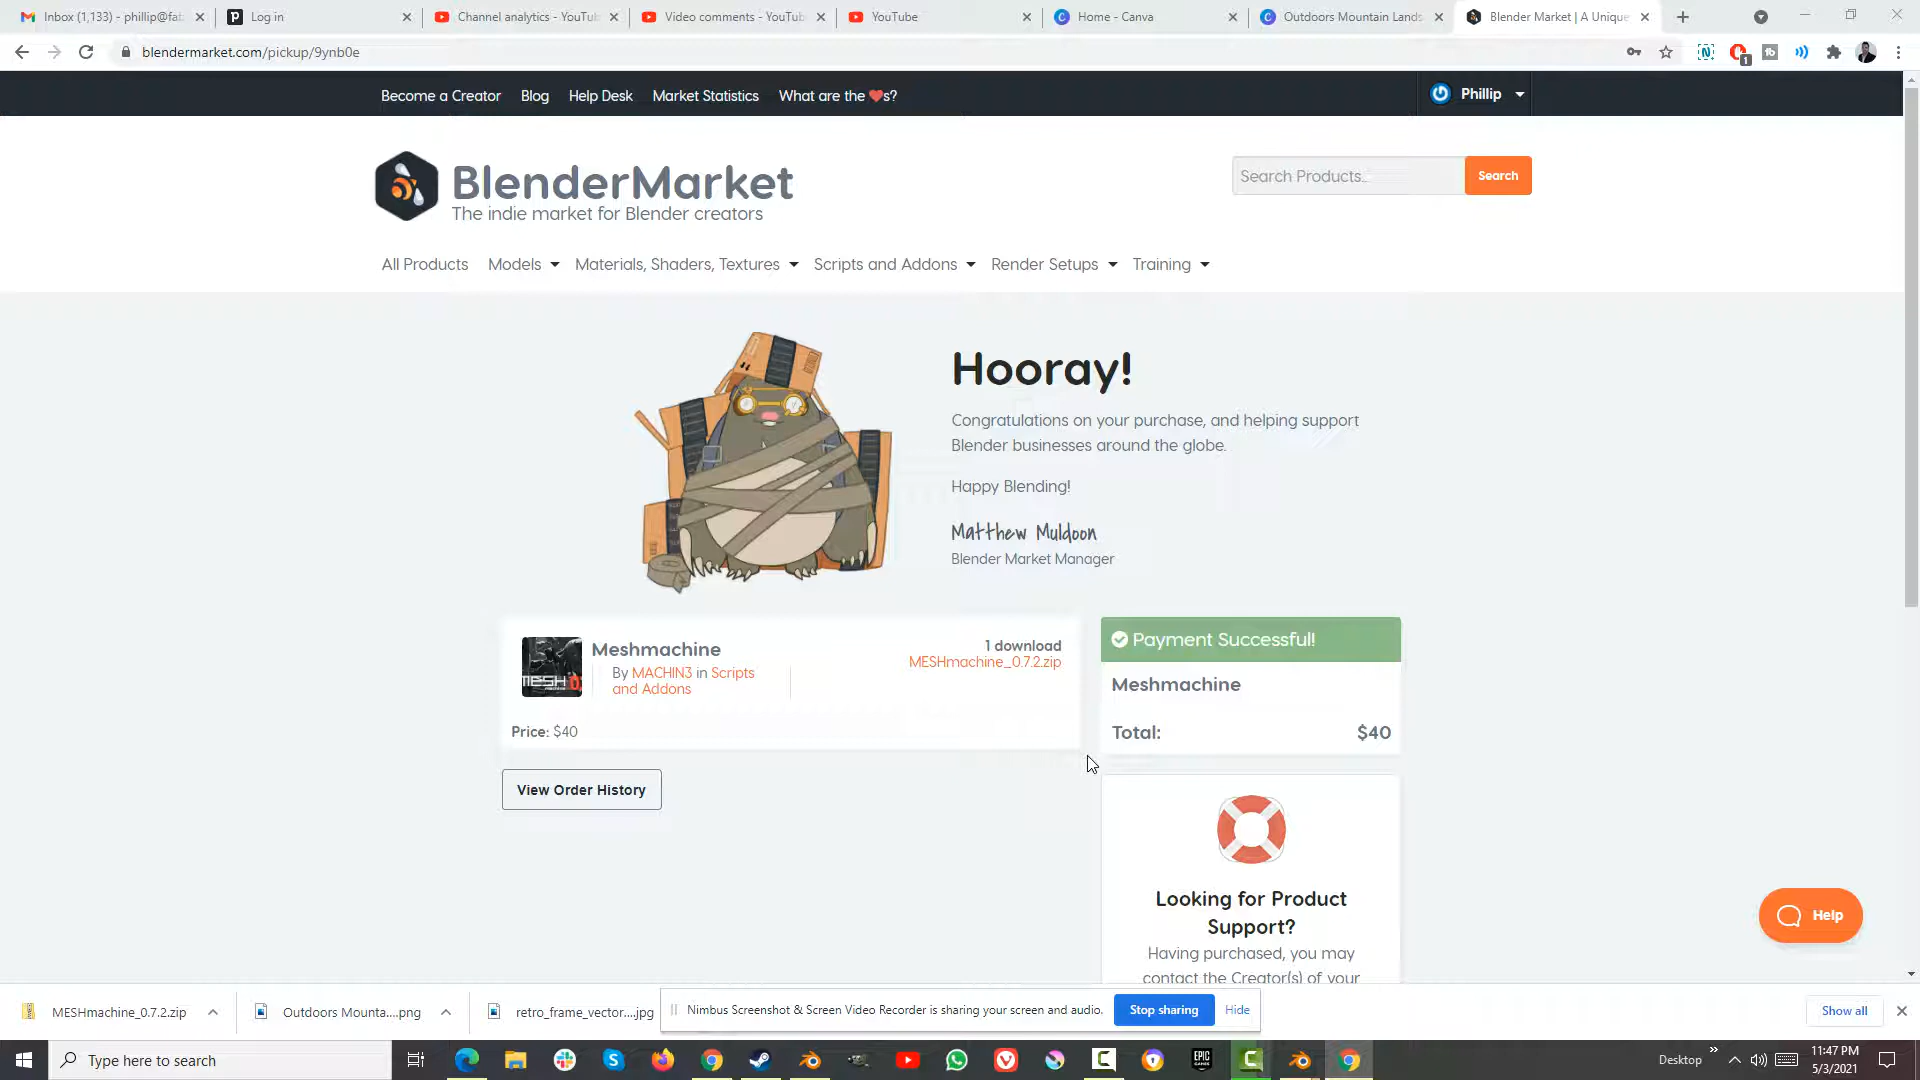 Inbox (1,133) - phillip@fab
Log in
Channel analytics - YouTub
Video comments - YouTub
YouTube
Home - Canva
Outdoors Mountain Lands
Blender Market | A Unique
blendermarket.com/pickup/9ynb0e
1
Become a Creator
Blog
Help Desk
Market Statistics
What are the ❤s?
Phillip
BlenderMarket
The indie market for Blender creators
Search Products...
Search
All Products
Models
Materials, Shaders, Textures
Scripts and Addons
Render Setups
Training
Hooray!
Congratulations on your purchase, and helping support
Blender businesses around the globe.
Happy Blending!
Matthew Muldoon
Blender Market Manager
MESH
Meshmachine
By MACHIN3 in Scripts
and Addons
1 download
MESHmachine_0.7.2.zip
Price: $40
Payment Successful!
Meshmachine
Total: $40
View Order History
Looking for Product
Support?
Having purchased, you may
contact the Creator(s) of your
Help
MESHmachine_0.7.2.zip
Outdoors Mounta....png
retro_frame_vector....jpg
Nimbus Screenshot & Screen Video Recorder is sharing your screen and audio.
Stop sharing
Hide
Show all
Type here to search
EPIC
GAMES
Desktop
11:47 PM
5/3/2021